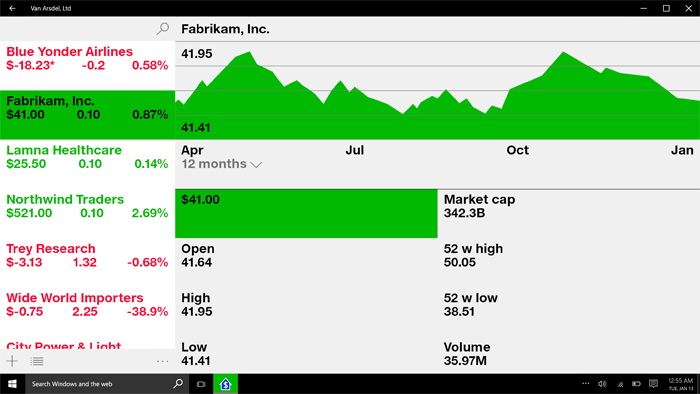 Van Arsdel, Ltd
Blue Yonder Airlines
$-18.23* -0.2 0.58%
Fabrikam, Inc.
$41.00 0.10 0.87%
Lamna Healthcare
$25.50 0.10 0.14%
Northwind Traders
$521.00 0.10 2.69%
Trey Research
$-3.13 1.32 -0.68%
Wide World Importers
$-0.75 2.25 -38.9%
City Power & Light
Fabrikam, Inc.
41.95
41.41
Apr Jul Oct Jan
12 months
$41.00
Market cap
342.3B
Open
41.64
52 w high
50.05
High
41.95
52 w low
38.51
Low
41.41
Volume
35.97M
Search Windows and the web
12:55 AM
TUE, JAN 13